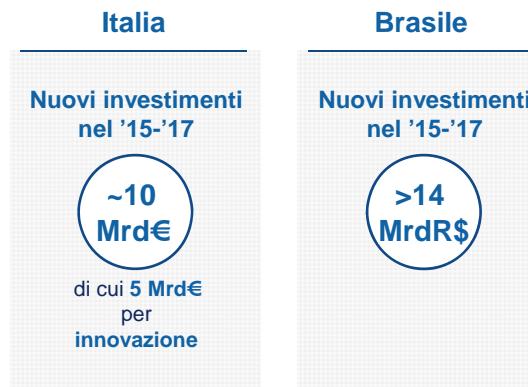 Italia
Nuovi investimenti
nel ’15-’17
~10
Mrd€
di cui 5 Mrd€
per
innovazione
Brasile
Nuovi investimenti
nel ’15-’17
>14
MrdR$